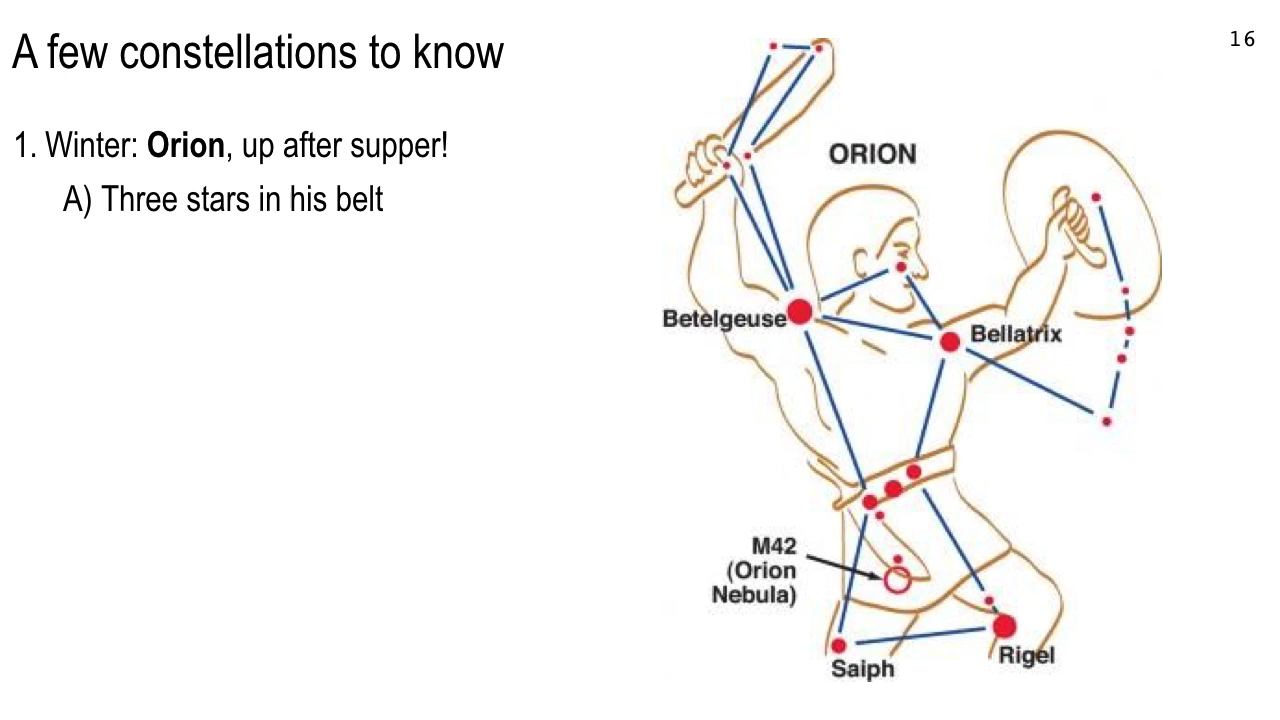 A few constellations to know
16
1. Winter: Orion, up after supper!
A) Three stars in his belt
ORION
Betelgeuse
Bellatrix
M42
(Orion
Nebula)
Saiph
Rigel